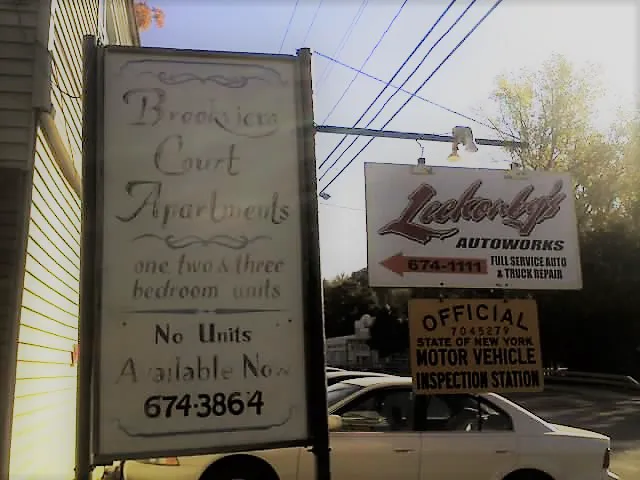 Brookview
Court
Apartments
one, two & three
bedroom units
No Units
Available Now
674-3864
Leekonby's
AUTOWORKS
674-1111 FULL SERVICE AUTO
& TRUCK REPAIR
OFFICIAL
7045279
STATE OF NEW YORK
MOTOR VEHICLE
INSPECTION STATION